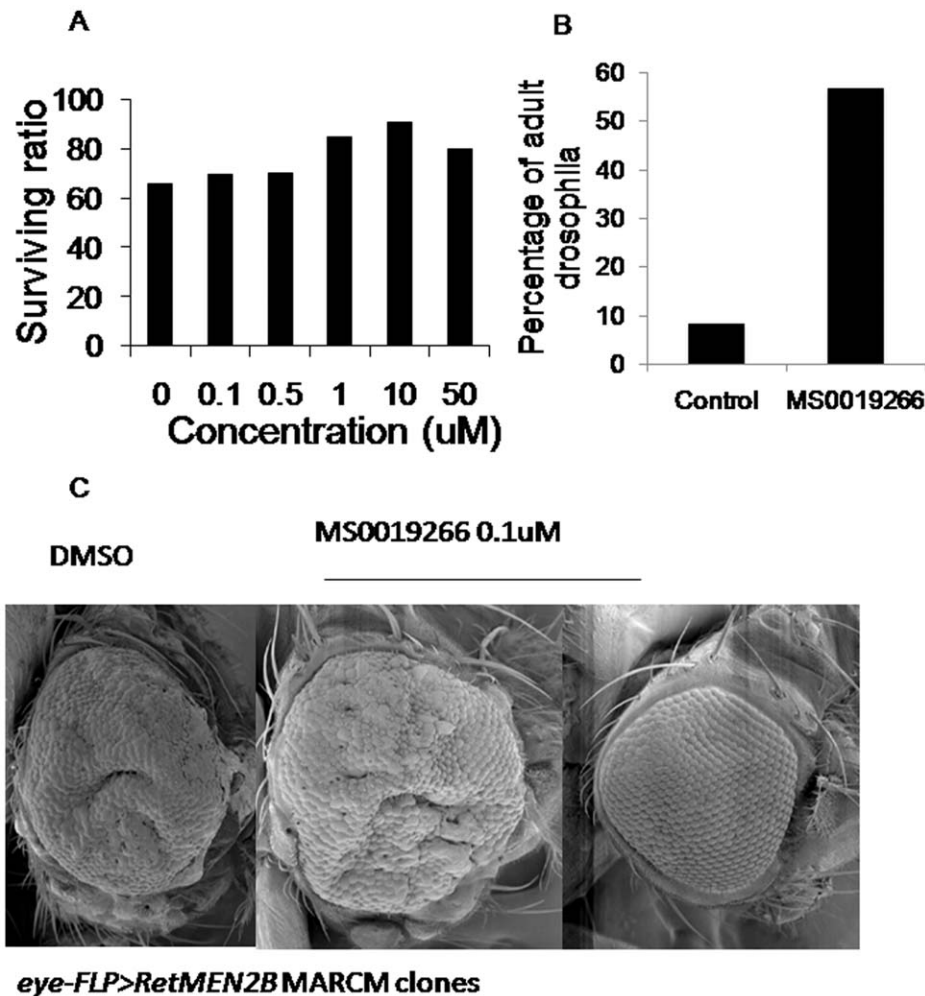 A
Surviving ratio
100
80
60
40
20
0
0 0.1 0.5 1 10 50
Concentration (uM)
B
Percentage of adult
drosophila
60
50
40
30
20
10
0
Control MS0019266
C
DMSO
MS0019266 0.1uM
eye-FLP>RetMEN2B MARCM clones